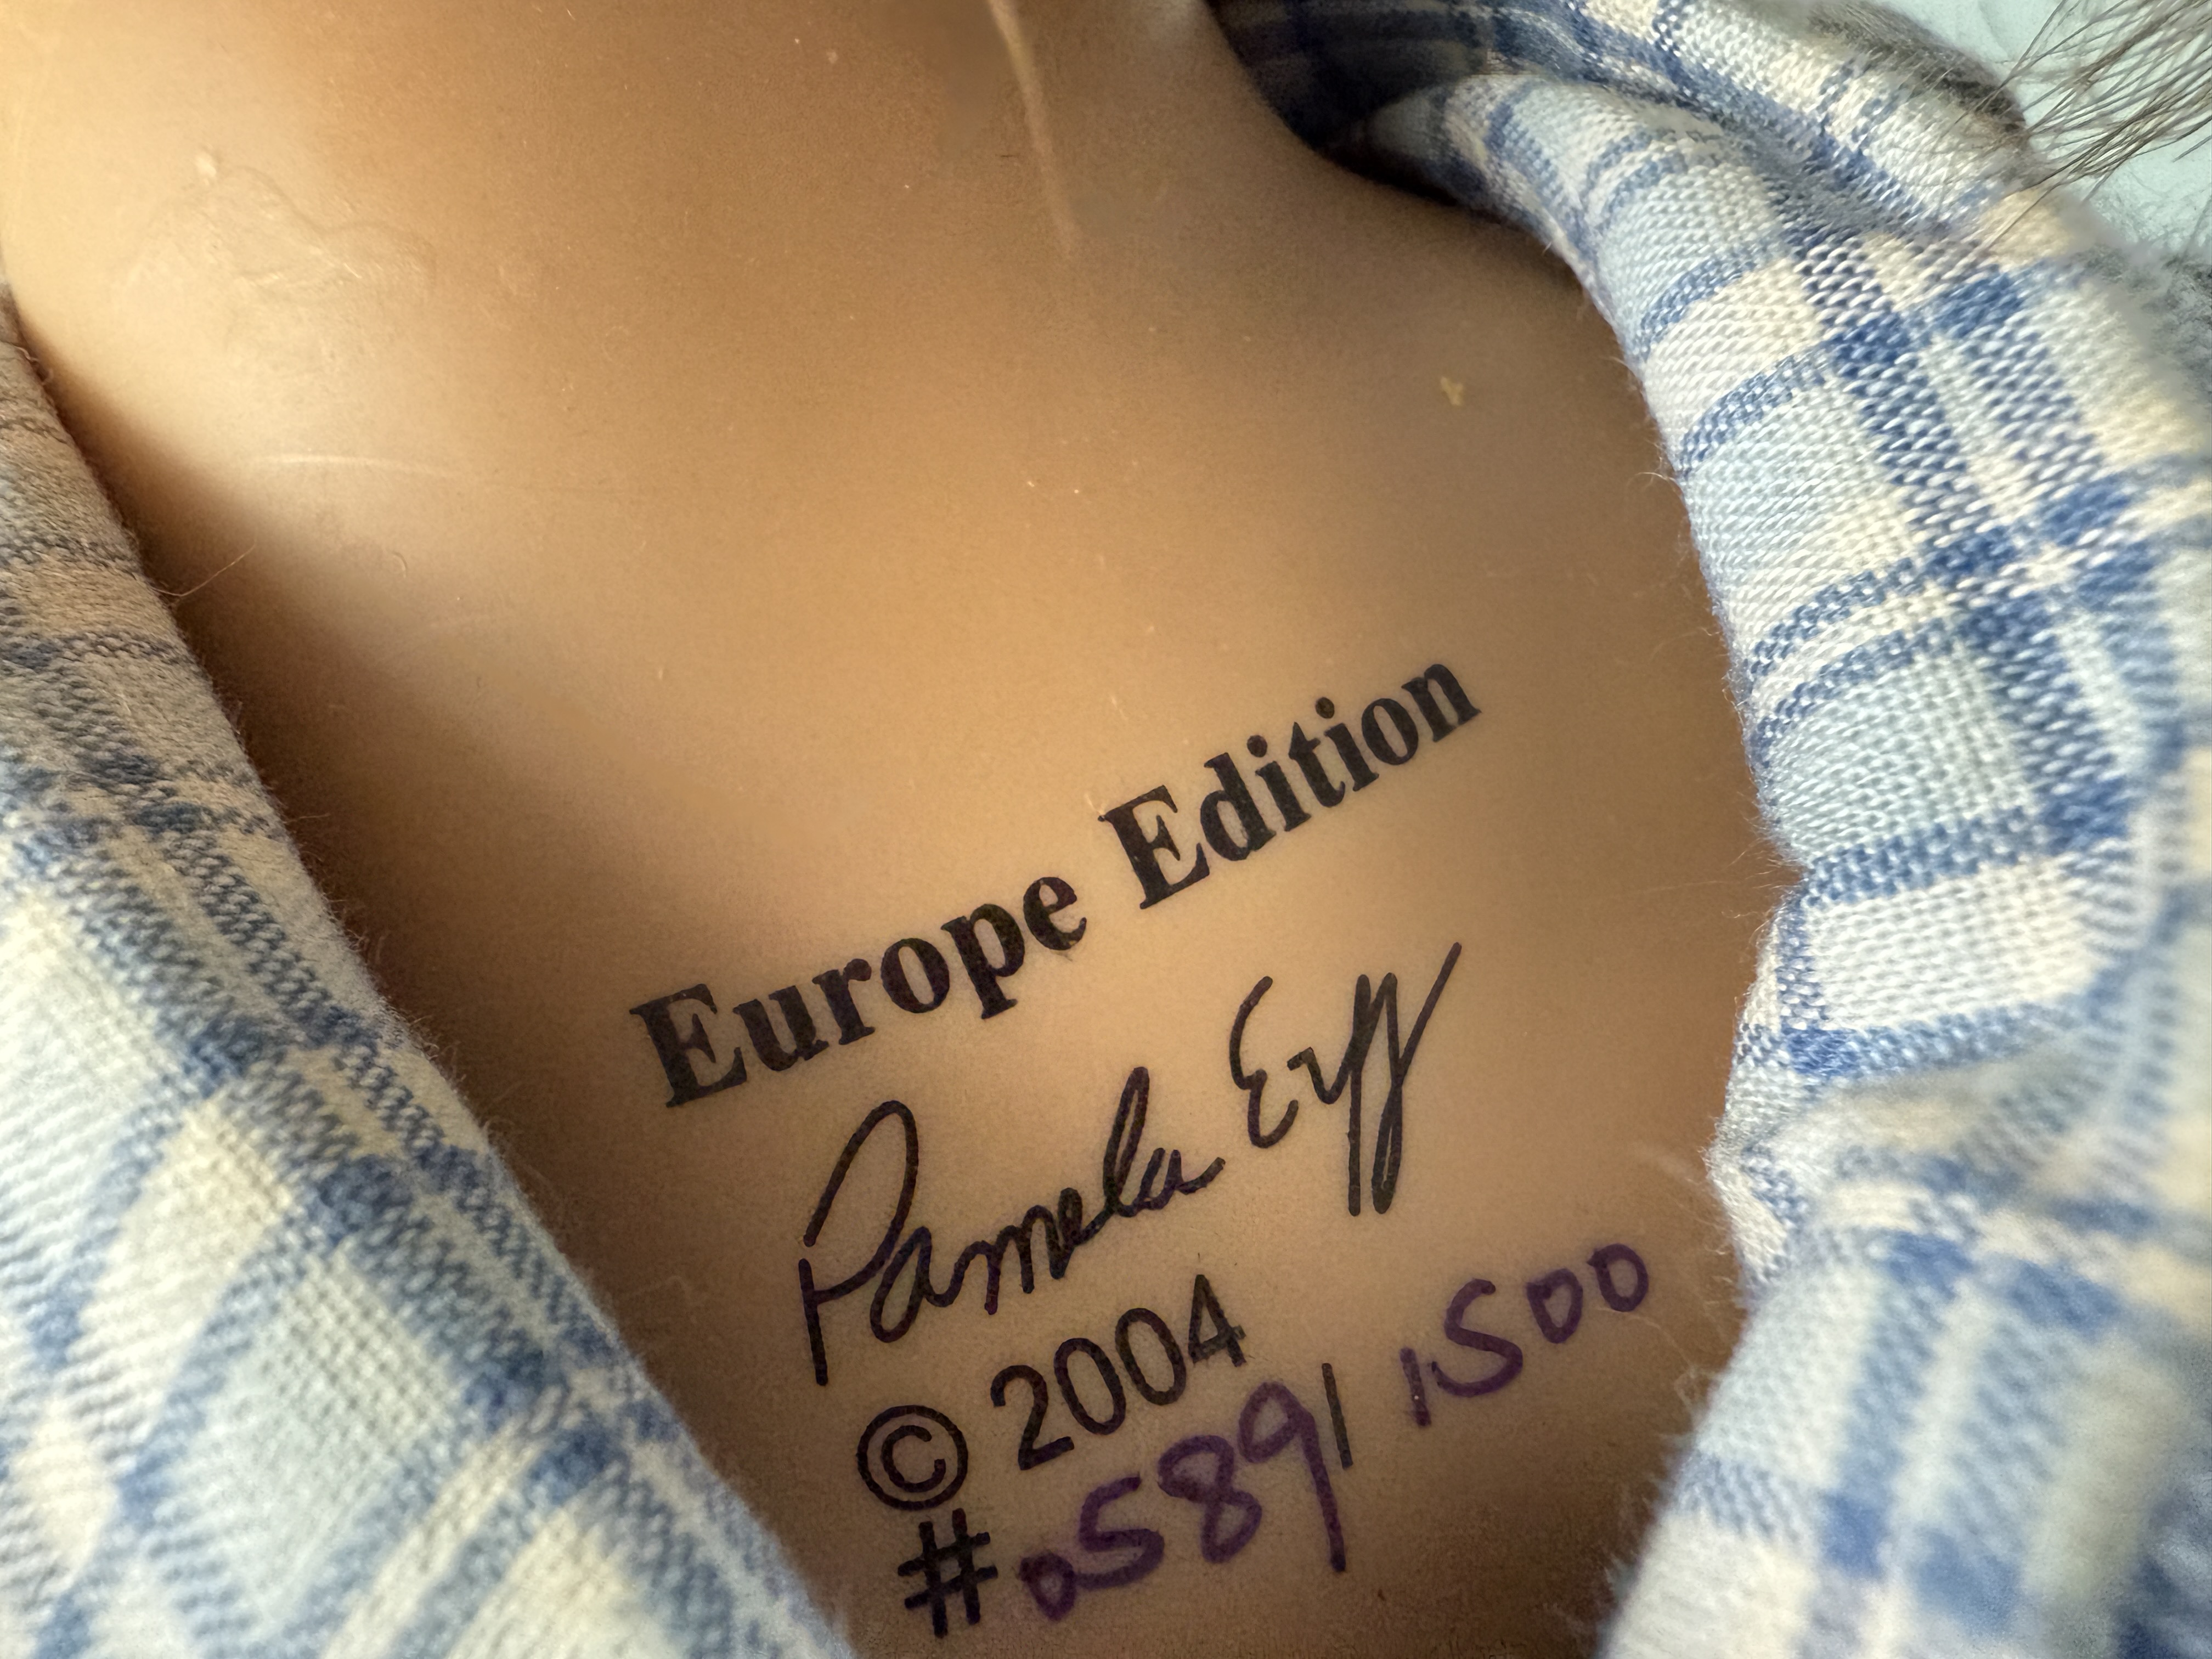 Europe Edition
Pamela Erff
© 2004
#0589/1500